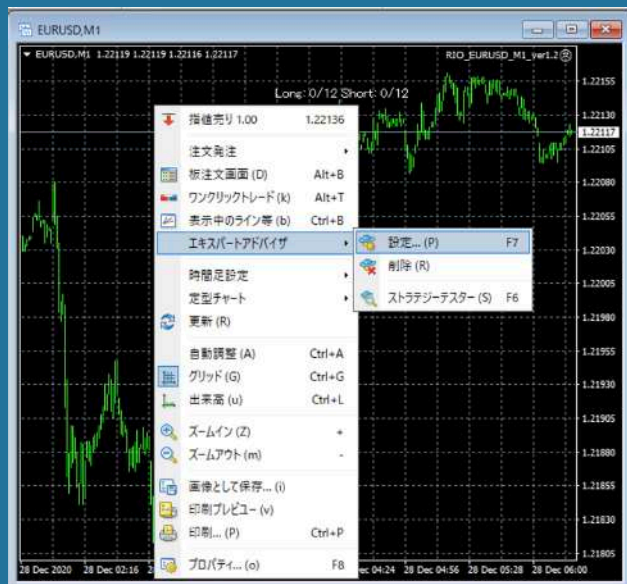 EURUSD,M1
EURUSD,M1 1.22119 1.22119 1.22116 1.22117
RIO_EURUSD_M1_ver1.2
Long: 0/12 Short: 0/12
指値売り 1.00 1.22136
注文発注
板注文画面 (D) Alt+B
ワンクリックトレード (k) Alt+T
表示中のライン等 (b) Ctrl+B
エキスパートアドバイザ
設定... (P) F7
削除 (R)
ストラテジーテスター (S) F6
時間足設定
定型チャート
更新 (R)
自動調整 (A) Ctrl+A
グリッド (G) Ctrl+G
出来高 (u) Ctrl+L
ズームイン (Z) +
ズームアウト (m) -
画像として保存... (i)
印刷プレビュー (v)
印刷... (P) Ctrl+P
プロパティ... (o) F8
1.22155
1.22130
1.22117
1.22105
1.22080
1.22055
1.22030
1.22005
1.21980
1.21955
1.21930
1.21905
1.21880
1.21855
1.21830
1.21805
28 Dec 2020 28 Dec 02:16 28 ec 04:24 28 Dec 04:56 28 Dec 05:28 28 Dec 06:00